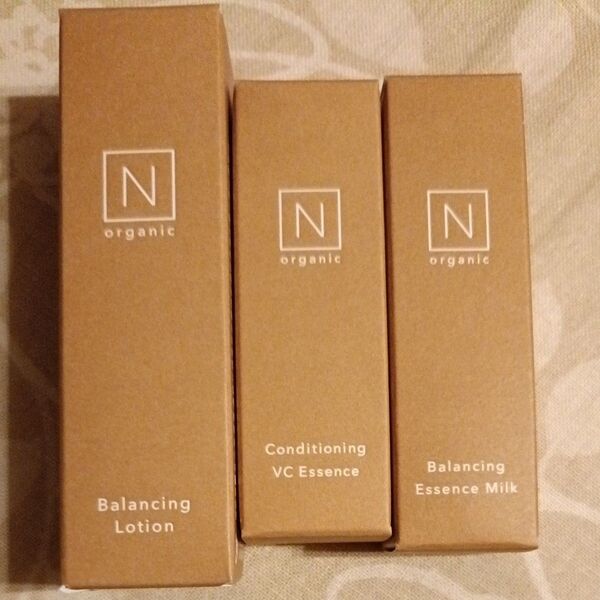 N
organic
Balancing
Lotion
N
organic
Conditioning
VC Essence
N
organic
Balancing
Essence Milk